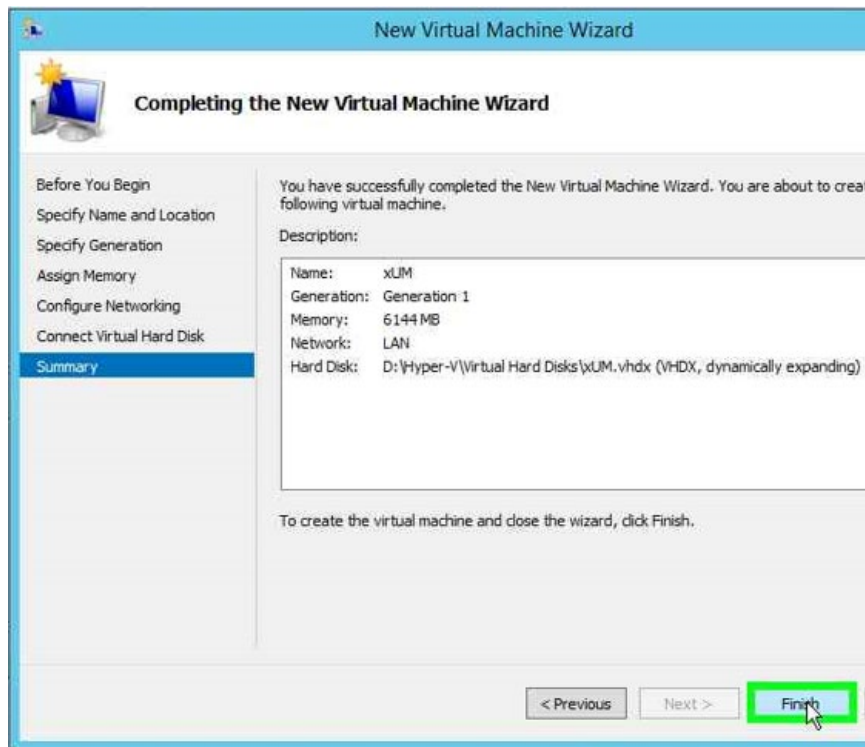 New Virtual Machine Wizard
Completing the New Virtual Machine Wizard
Before You Begin
Specify Name and Location
Specify Generation
Assign Memory
Configure Networking
Connect Virtual Hard Disk
Summary
You have successfully completed the New Virtual Machine Wizard. You are about to crea
following virtual machine.
Description:
Name: xUM
Generation: Generation 1
Memory: 6144 MB
Network: LAN
Hard Disk: D:\Hyper-V\Virtual Hard Disks\xUM.vhdx (VHDX, dynamically expanding)
To create the virtual machine and close the wizard, click Finish.
< Previous Next > Finish